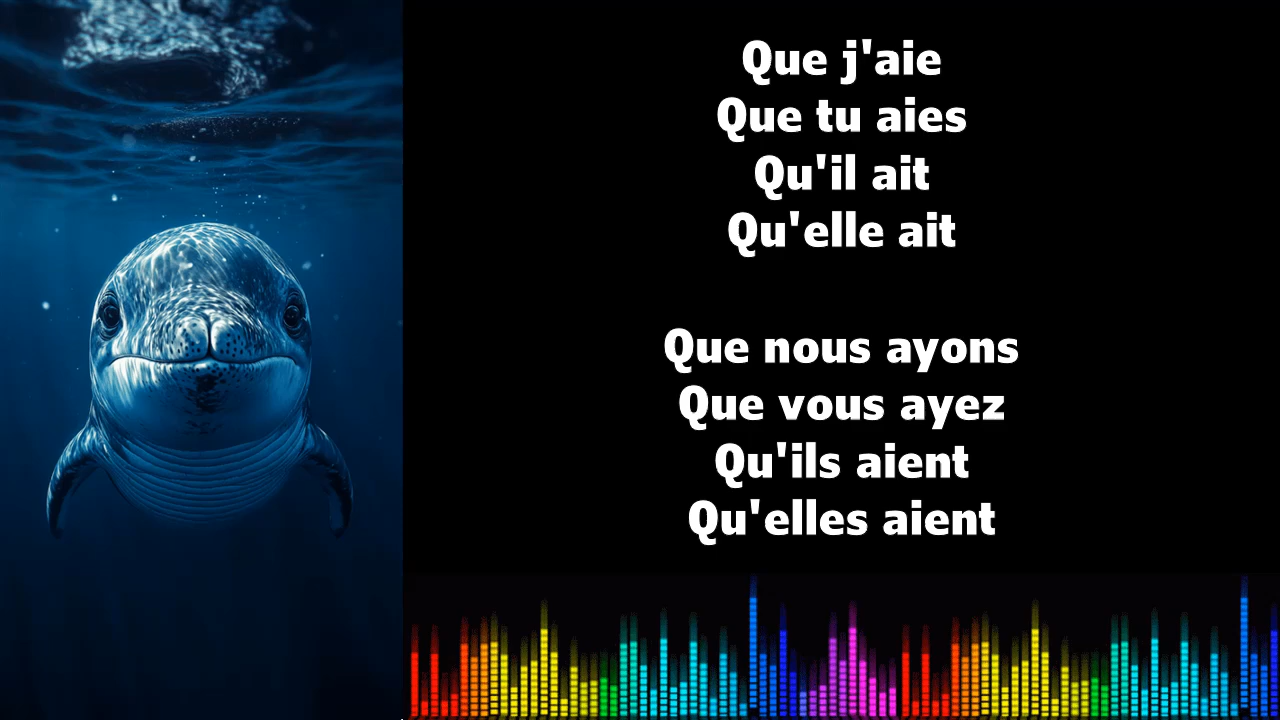 Que j'aie
Que tu aies
Qu'il ait
Qu'elle ait
Que nous ayons
Que vous ayez
Qu'ils aient
Qu'elles aient